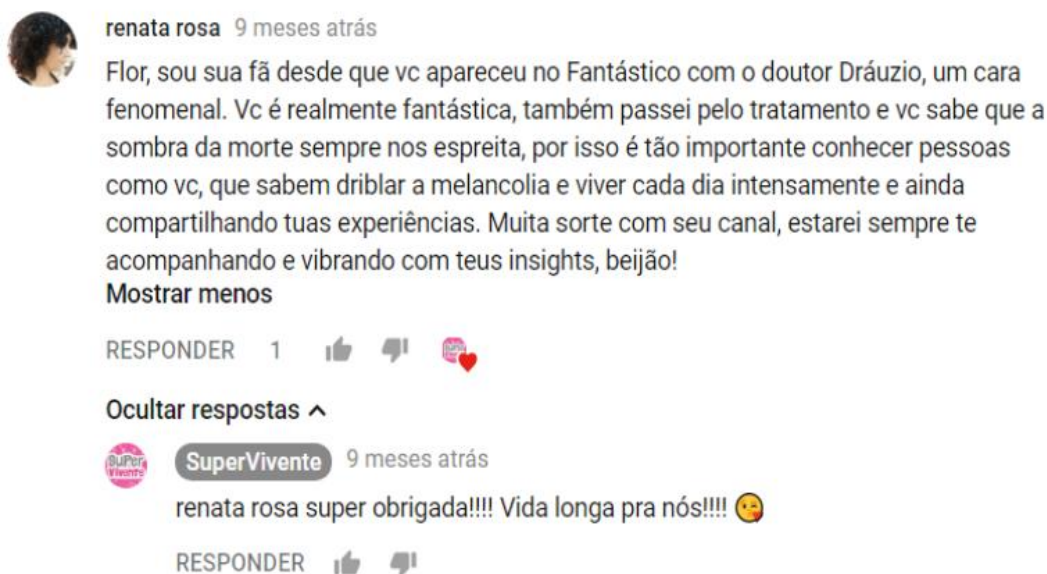 renata rosa 9 meses atrás
Flor, sou sua fã desde que vc apareceu no Fantástico com o doutor Dráuzio, um cara
fenomenal. Vc é realmente fantástica, também passei pelo tratamento e vc sabe que a
sombra da morte sempre nos espreita, por isso é tão importante conhecer pessoas
como vc, que sabem driblar a melancolia e viver cada dia intensamente e ainda
compartilhando tuas experiências. Muita sorte com seu canal, estarei sempre te
acompanhando e vibrando com teus insights, beijão!
Mostrar menos
RESPONDER 1
Ocultar respostas
SuPer Vivente
SuperVivente 9 meses atrás
renata rosa super obrigada!!!! Vida longa pra nós!!!! 😘
RESPONDER